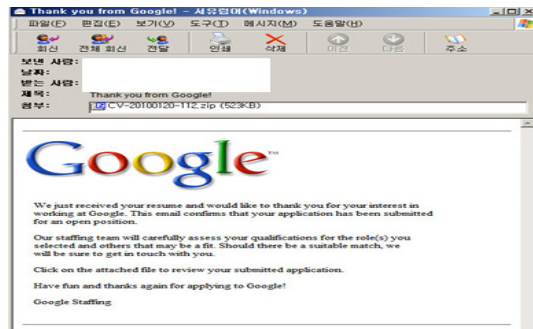 Thank you from Google! - 서유럽어(Windows)
파일(F) 편집(E) 보기(V) 도구(T) 메시지(M) 도움말(H)
회신 전체 회신 전달 인쇄 삭제 이전 다음 주소
보낸 사람:
날짜:
받는 사람:
제목: Thank you from Google!
첨부: CV-20100120-112.zip (523KB)
Google™
We just received your resume and would like to thank you for your interest in
working at Google. This email confirms that your application has been submitted
for an open position.
Our staffing team will carefully assess your qualifications for the role(s) you
selected and others that may be a fit. Should there be a suitable match, we
will be sure to get in touch with you.
Click on the attached file to review your submitted application.
Have fun and thanks again for applying to Google!
Google Staffing